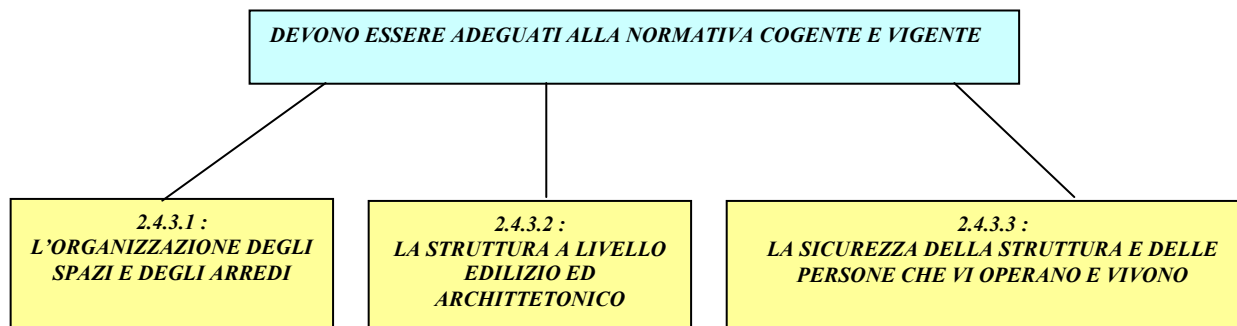 DEVONO ESSERE ADEGUATI ALLA NORMATIVA COGENTE E VIGENTE
2.4.3.1 :
L’ORGANIZZAZIONE DEGLI
SPAZI E DEGLI ARREDI
2.4.3.2 :
LA STRUTTURA A LIVELLO
EDILIZIO ED
ARCHITTETONICO
2.4.3.3 :
LA SICUREZZA DELLA STRUTTURA E DELLE
PERSONE CHE VI OPERANO E VIVONO